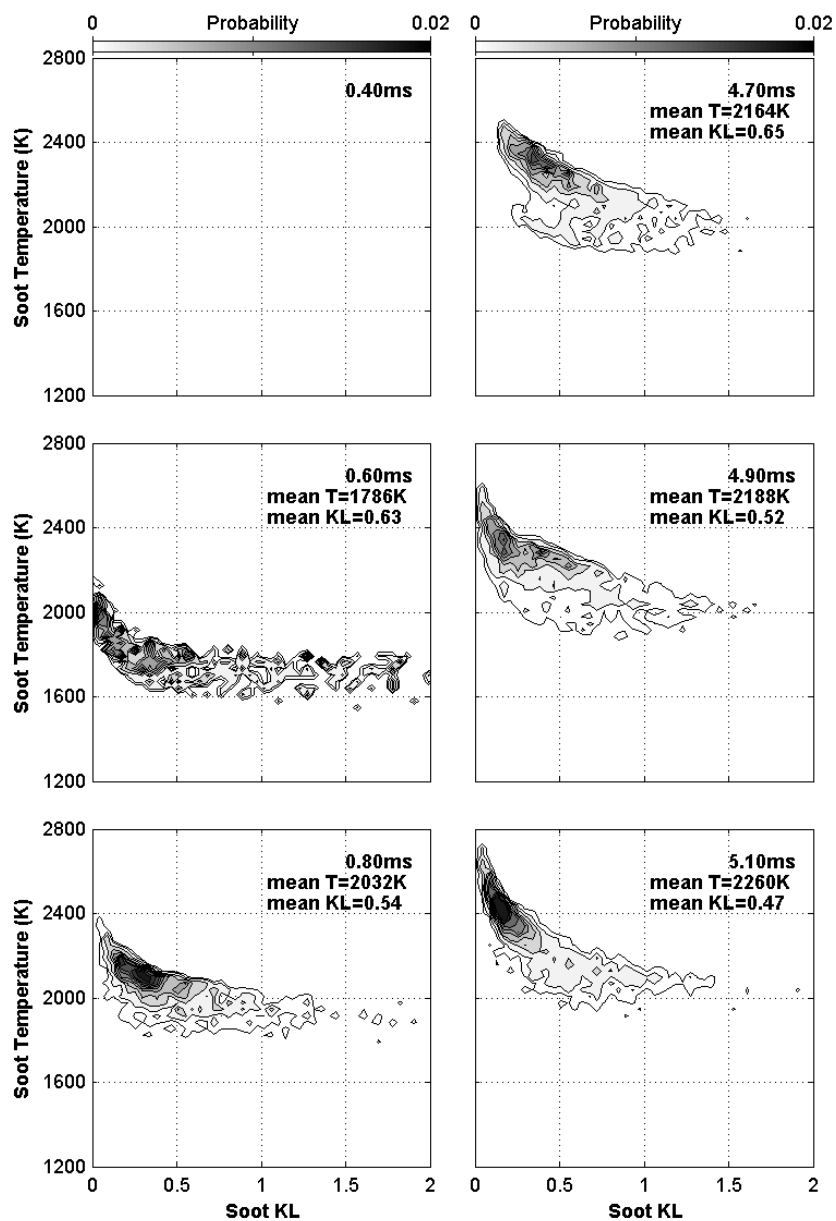 0 Probability 0.02 0 Probability 0.02
2800
0.40ms
4.70ms
mean T=2164K
mean KL=0.65
2400
2000
1600
1200
Soot Temperature (K)
2800
0.60ms
mean T=1786K
mean KL=0.63
4.90ms
mean T=2188K
mean KL=0.52
2400
2000
1600
1200
Soot Temperature (K)
2800
0.80ms
mean T=2032K
mean KL=0.54
5.10ms
mean T=2260K
mean KL=0.47
2400
2000
1600
1200
Soot Temperature (K)
0 0.5 1 1.5 2 0 0.5 1 1.5 2
Soot KL Soot KL